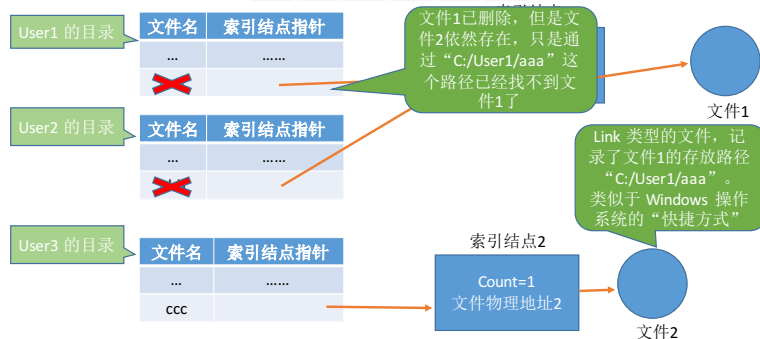 User1 的目录
文件名 索引结点指针
... ......
文件1已删除，但是文
件2依然存在，只是通
过“C:/User1/aaa”这
个路径已经找不到文
件1了
文件1
User2 的目录
文件名 索引结点指针
... ......
Link 类型的文件，记
录了文件1的存放路径
“C:/User1/aaa”。
类似于 Windows 操作
系统的“快捷方式”
User3 的目录
文件名 索引结点指针
... ......
ccc
索引结点2
Count=1
文件物理地址2
文件2